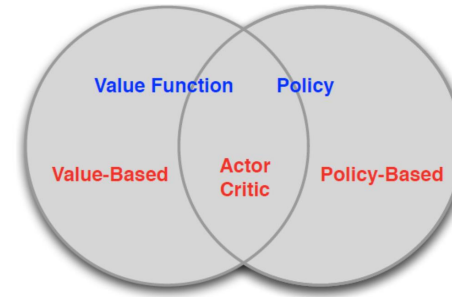 Value Function Policy
Value-Based
Actor
Critic
Policy-Based